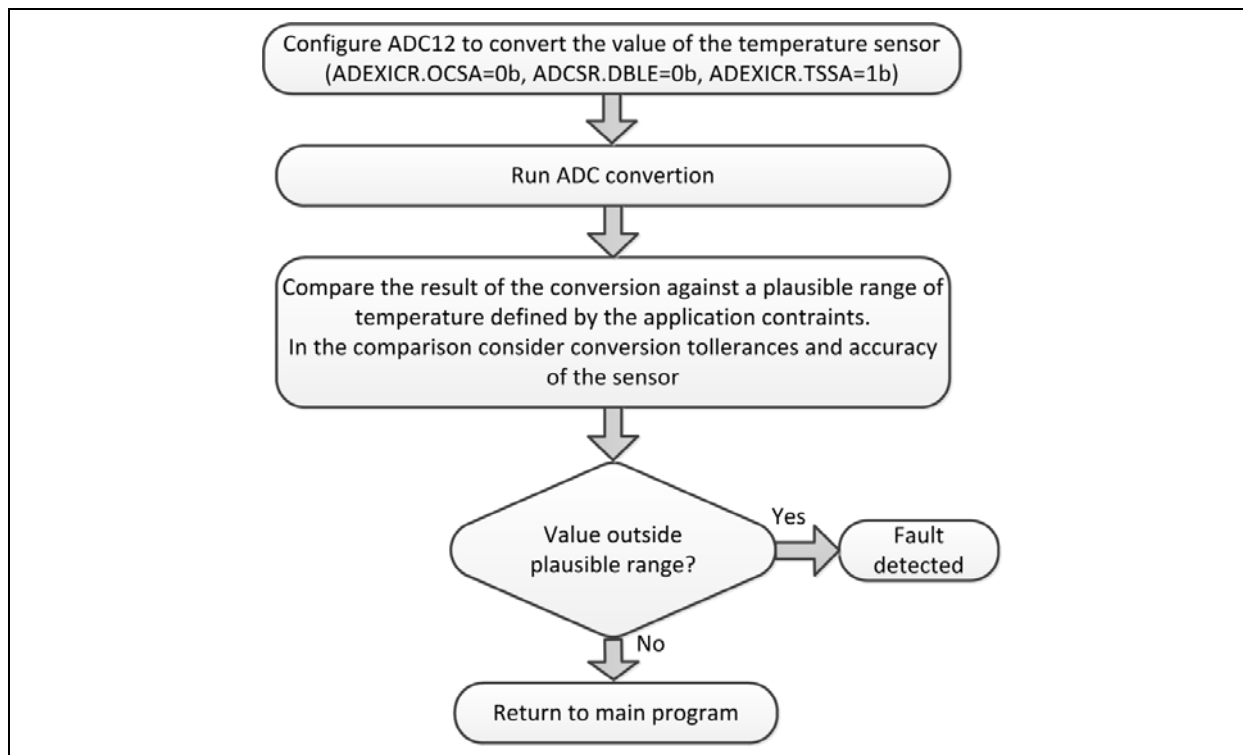 Configure ADC12 to convert the value of the temperature sensor
(ADEXICR.OCSA=0b, ADCSR.DBLE=0b, ADEXICR.TSSA=1b)
Run ADC convertion
Compare the result of the conversion against a plausible range of
temperature defined by the application contraints.
In the comparison consider conversion tollerances and accuracy
of the sensor
Value outside
plausible range?
Yes
Fault
detected
No
Return to main program